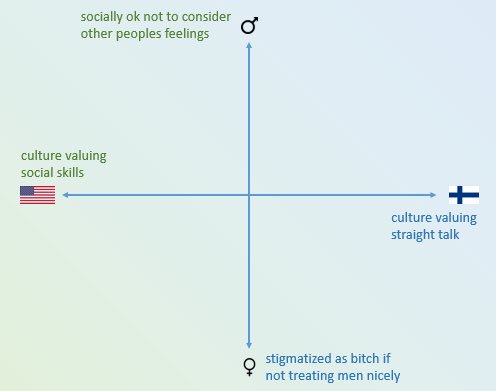 socially ok not to consider
other peoples feelings
culture valuing
social skills
culture valuing
straight talk
stigmatized as bitch if
not treating men nicely